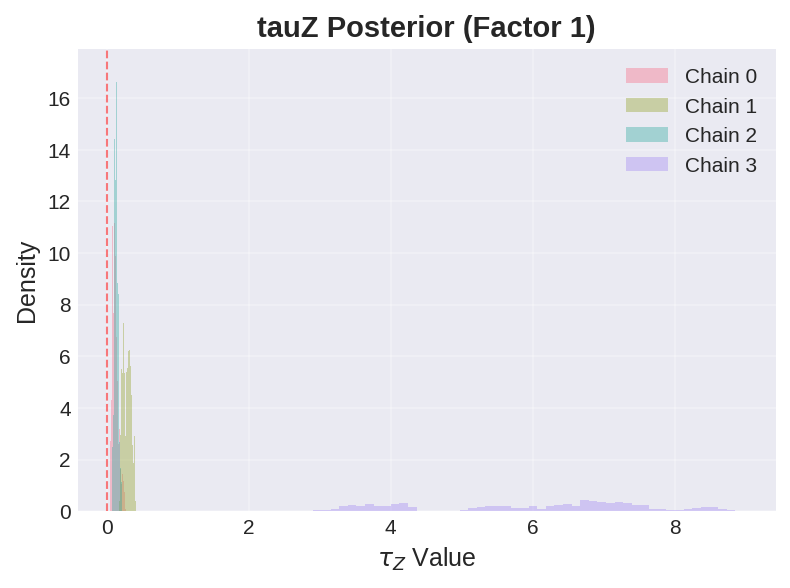 tauZ Posterior (Factor 1)
Chain 0
Chain 1
Chain 2
Chain 3
Density
16
14
12
10
8
6
4
2
0
0 2 4 6 8
τ_Z Value